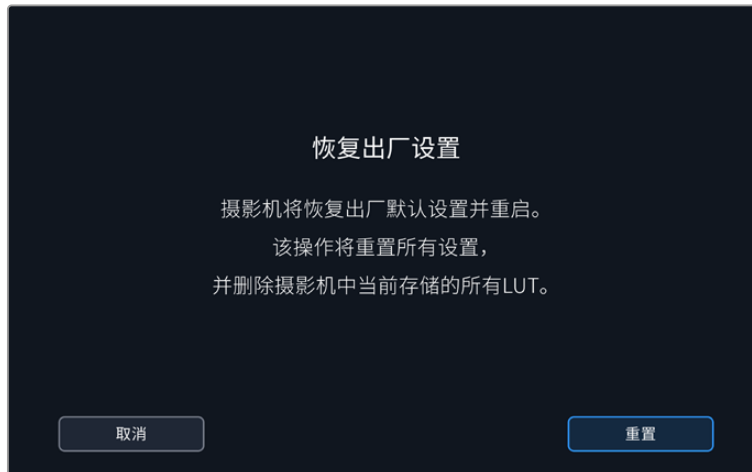 恢复出厂设置
摄影机将恢复出厂默认设置并重启。
该操作将重置所有设置，
并删除摄影机中当前存储的所有LUT。
取消
重置